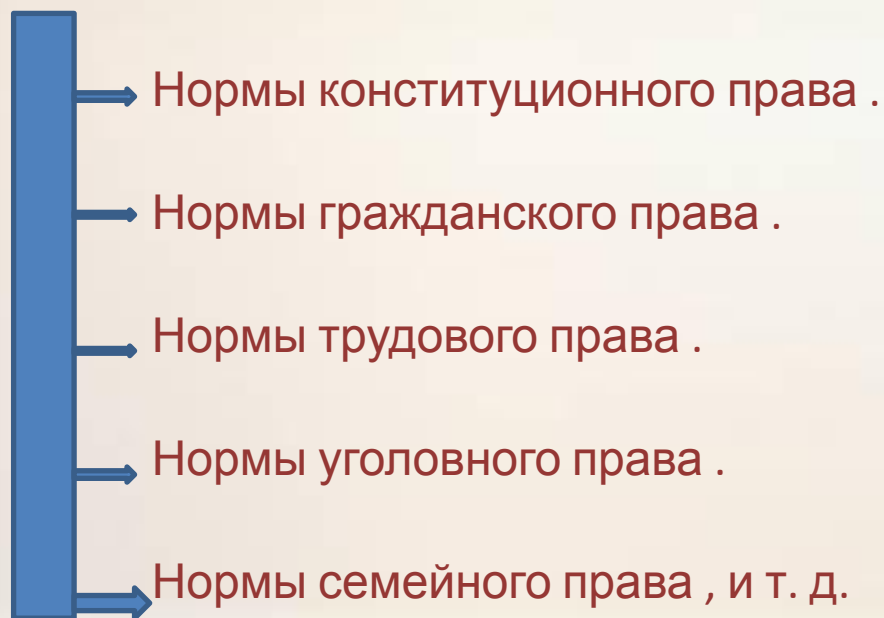 Нормы конституционного права .
Нормы гражданского права .
Нормы трудового права .
Нормы уголовного права .
Нормы семейного права , и т. д.